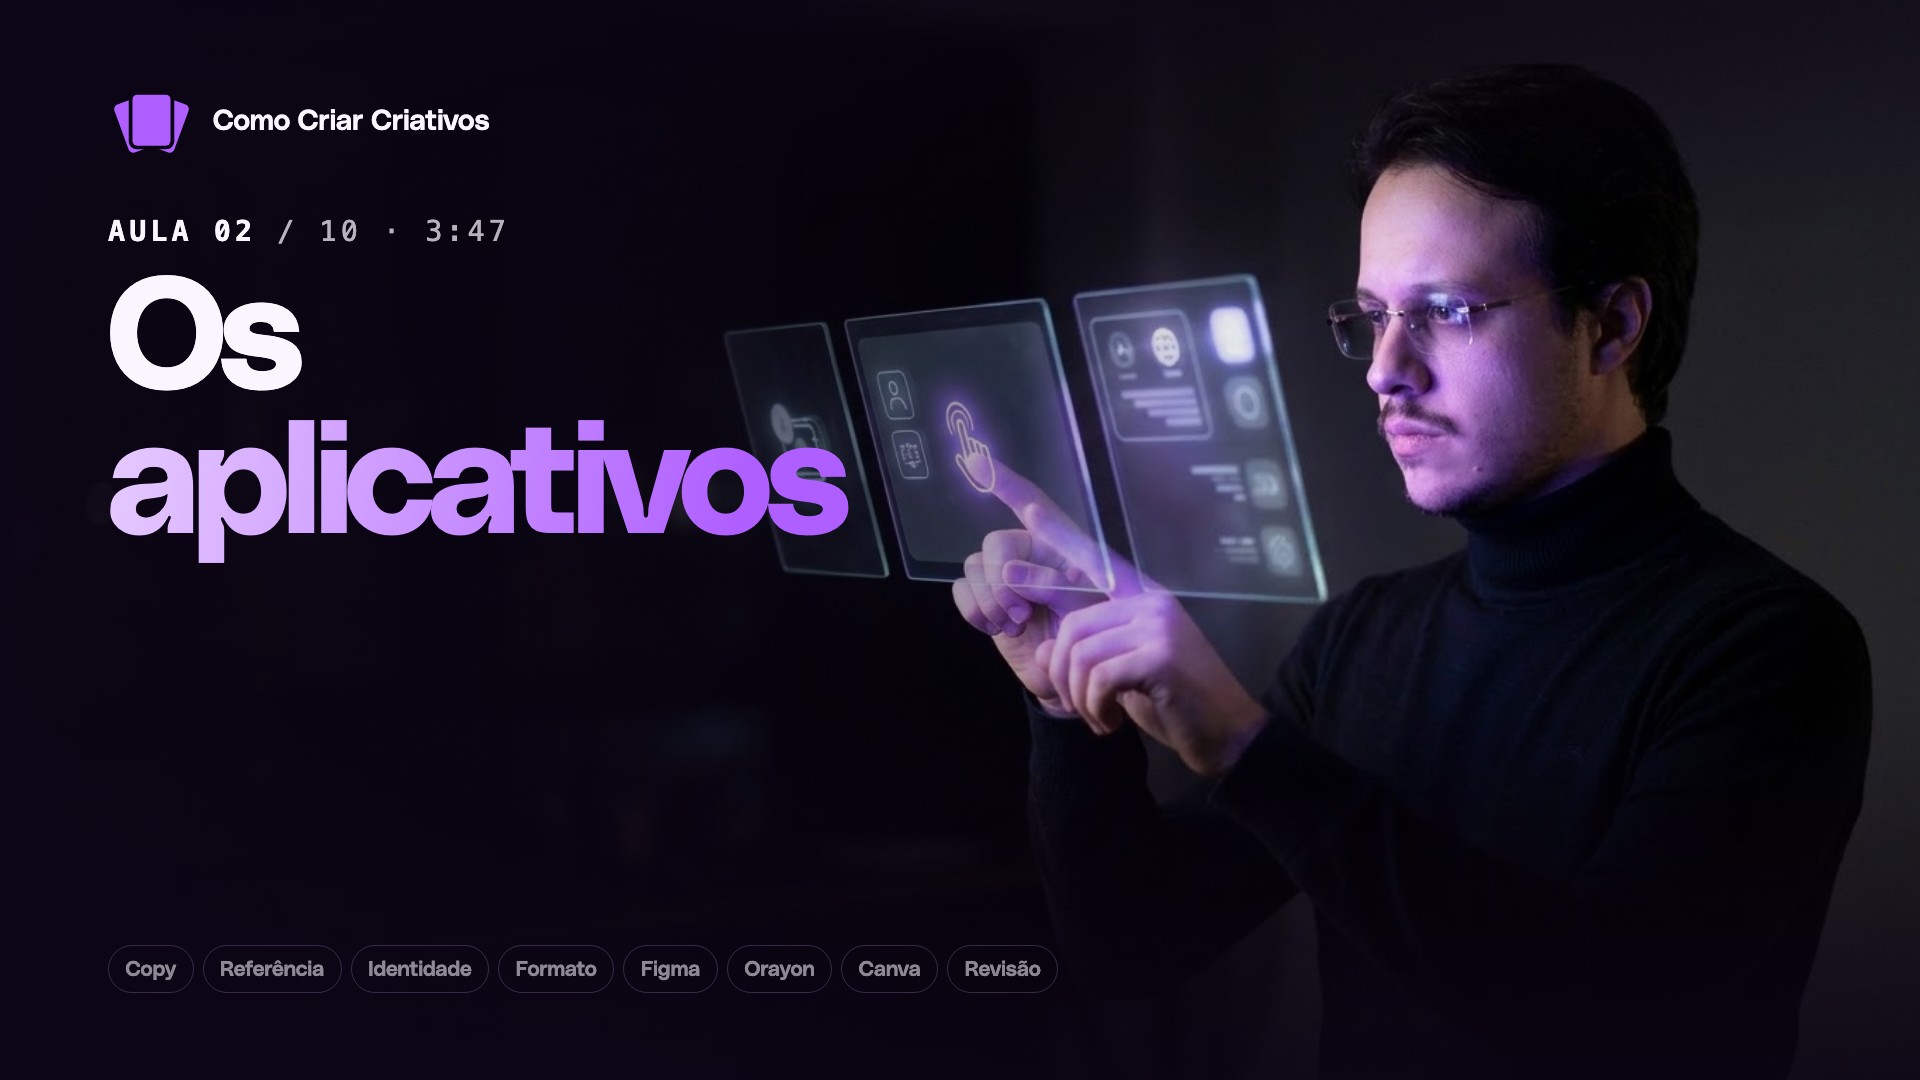 Como Criar Criativos
AULA 02 / 10 · 3:47
Os
aplicativos
Copy
Referência
Identidade
Formato
Figma
Orayon
Canva
Revisão